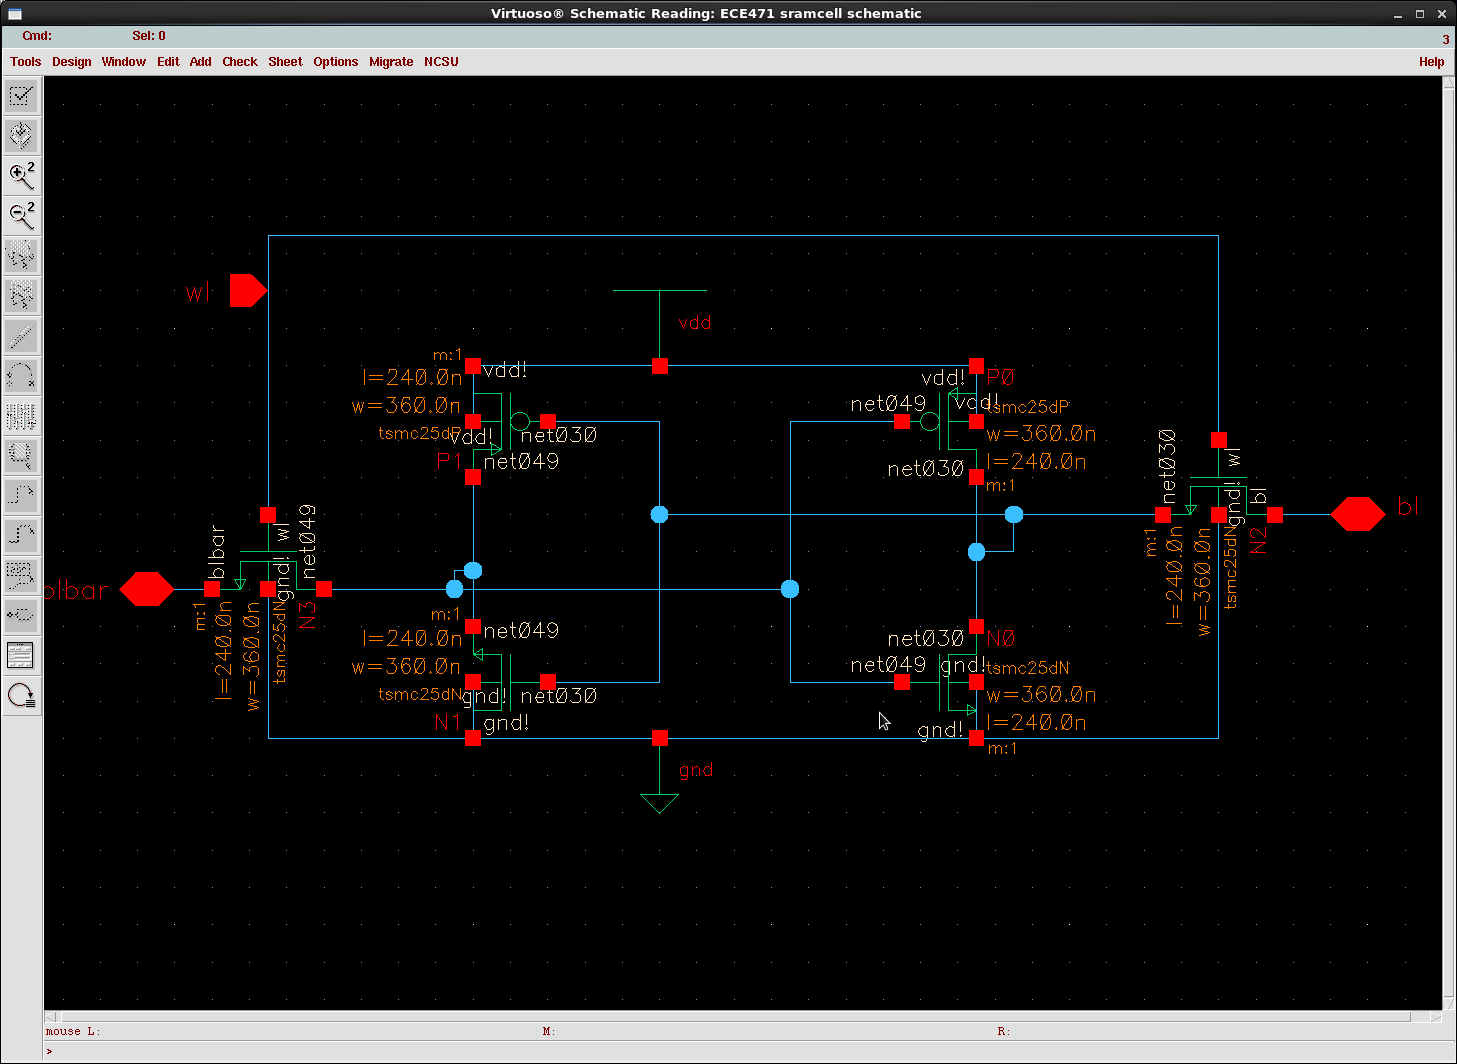 Virtuoso® Schematic Reading: ECE471 sramcell schematic
Cmd: Sel: 0
3
Tools Design Window Edit Add Check Sheet Options Migrate NCSU Help
2
2
wl
vdd
m:1
l=240.0n
w=360.0n
tsmc25dP
P1
vdd!
vdd!
net030
net049
vdd!
P0
net049
vdd!
tsmc25dP
w=360.0n
l=240.0n
net030
m:1
blbar
blbar
wl
net049
gnd!
m:1
l=240.0n
w=360.0n
tsmc25dN
N3
net030
wl
gnd!
bl
bl
m:1
l=240.0n
w=360.0n
tsmc25dN
N2
m:1
l=240.0n
w=360.0n
tsmc25dN
N1
net049
gnd!
net030
gnd!
net030
N0
net049
gnd!
tsmc25dN
w=360.0n
l=240.0n
gnd!
m:1
gnd
mouse L: M: R:
>